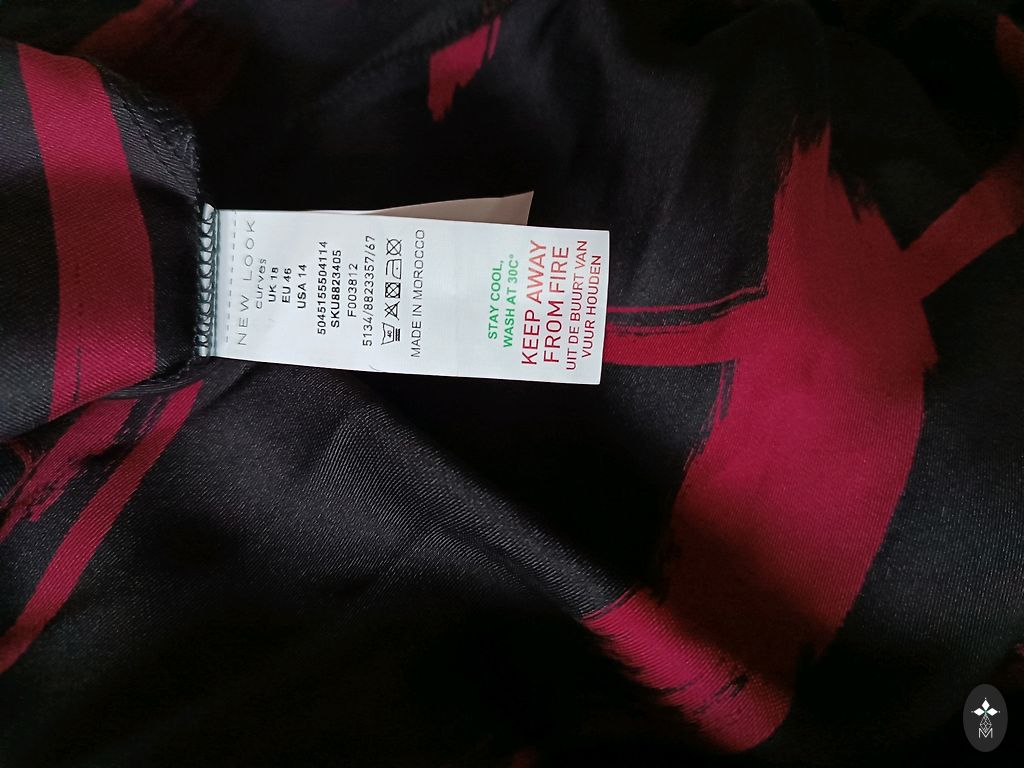 NEW LOOK
curves
UK 18
EU 46
USA 14
5045155504114
SKU8823405
F003812
5134/8823357/67
40
MADE IN MOROCCO
STAY COOL,
WASH AT 30C°
KEEP AWAY
FROM FIRE
UIT DE BUURT VAN
VUUR HOUDEN
M